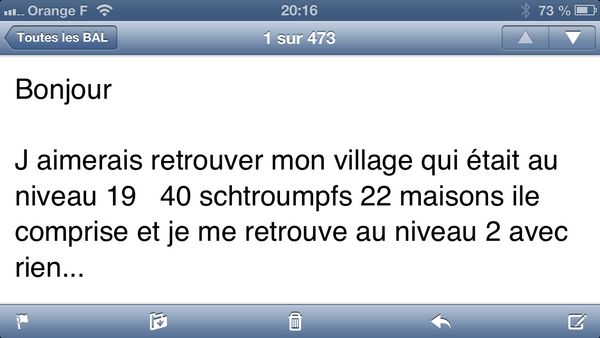 Orange F 20:16 73 %
Toutes les BAL 1 sur 473
Bonjour
J aimerais retrouver mon village qui était au
niveau 19   40 schtroumpfs 22 maisons ile
comprise et je me retrouve au niveau 2 avec
rien...